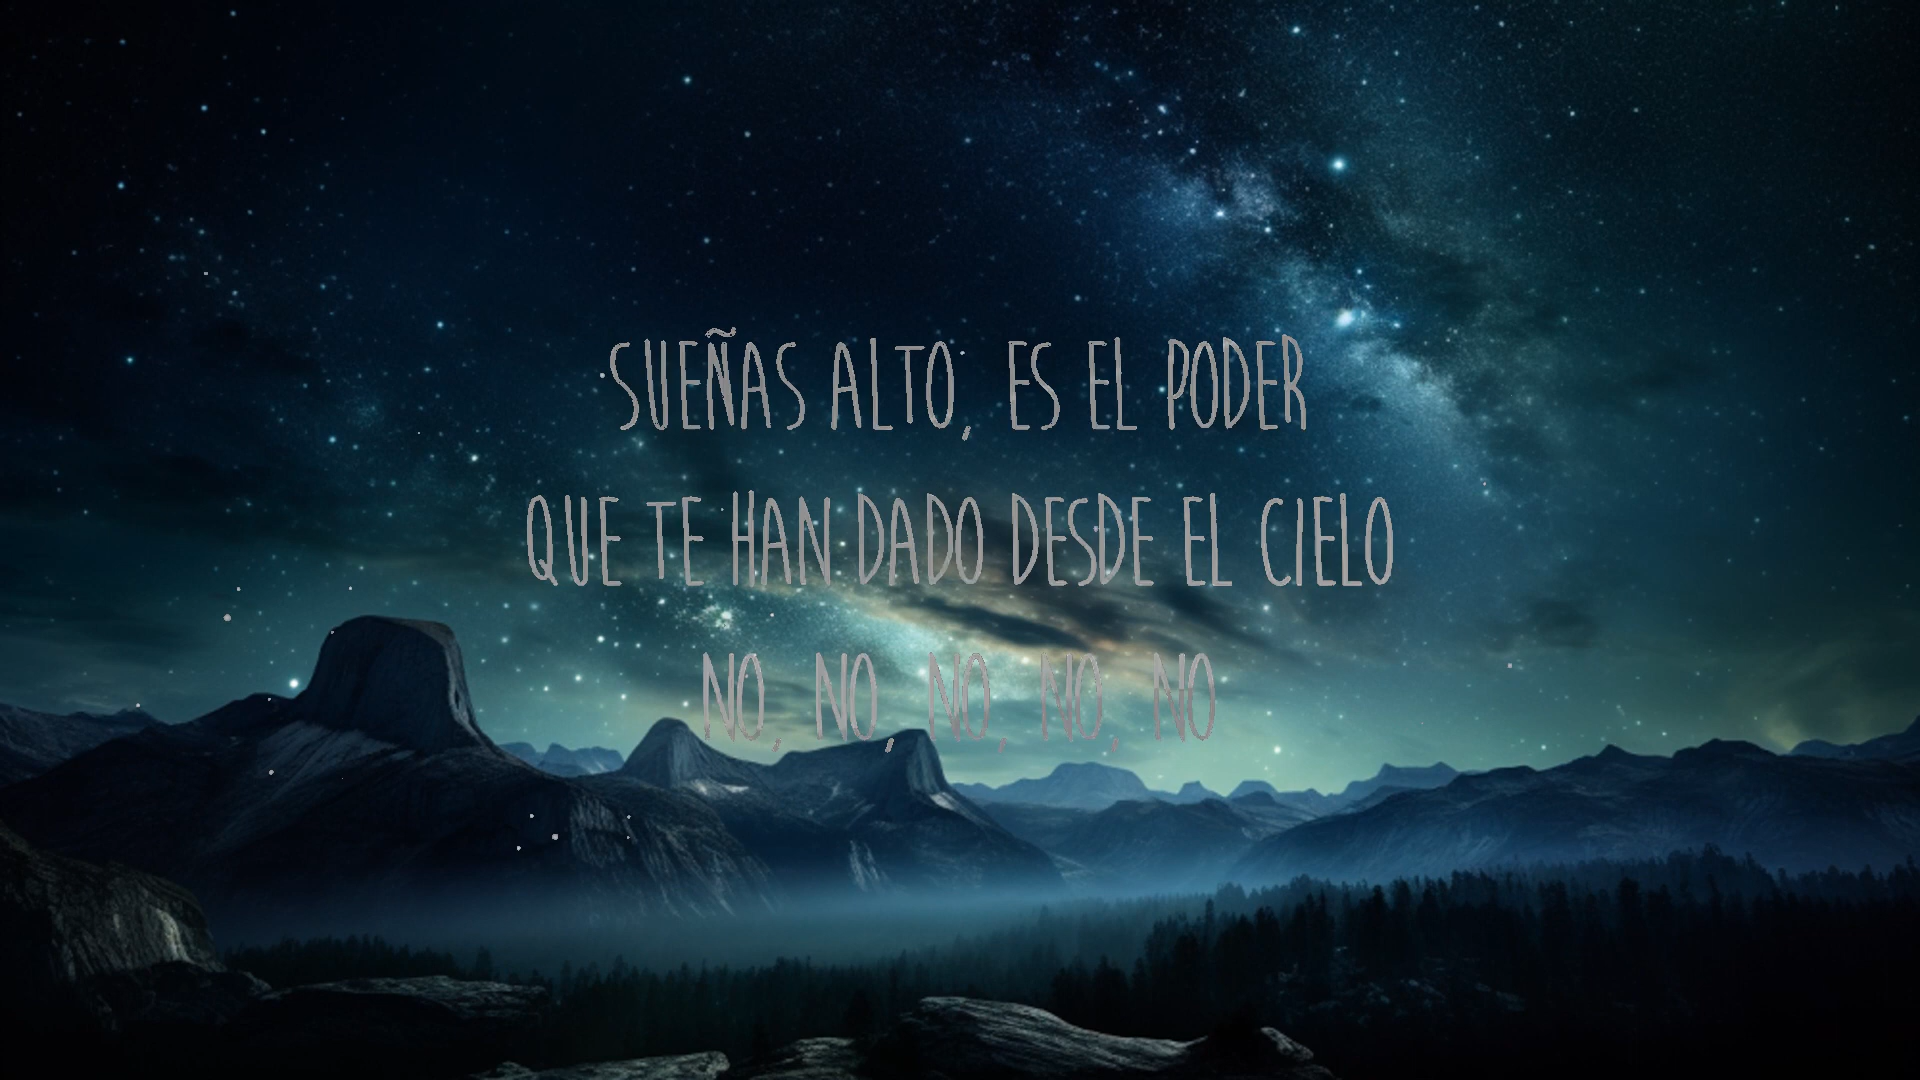 SUEÑAS ALTO, ES EL PODER
QUE TE HAN DADO DESDE EL CIELO
NO, NO, NO, NO, NO